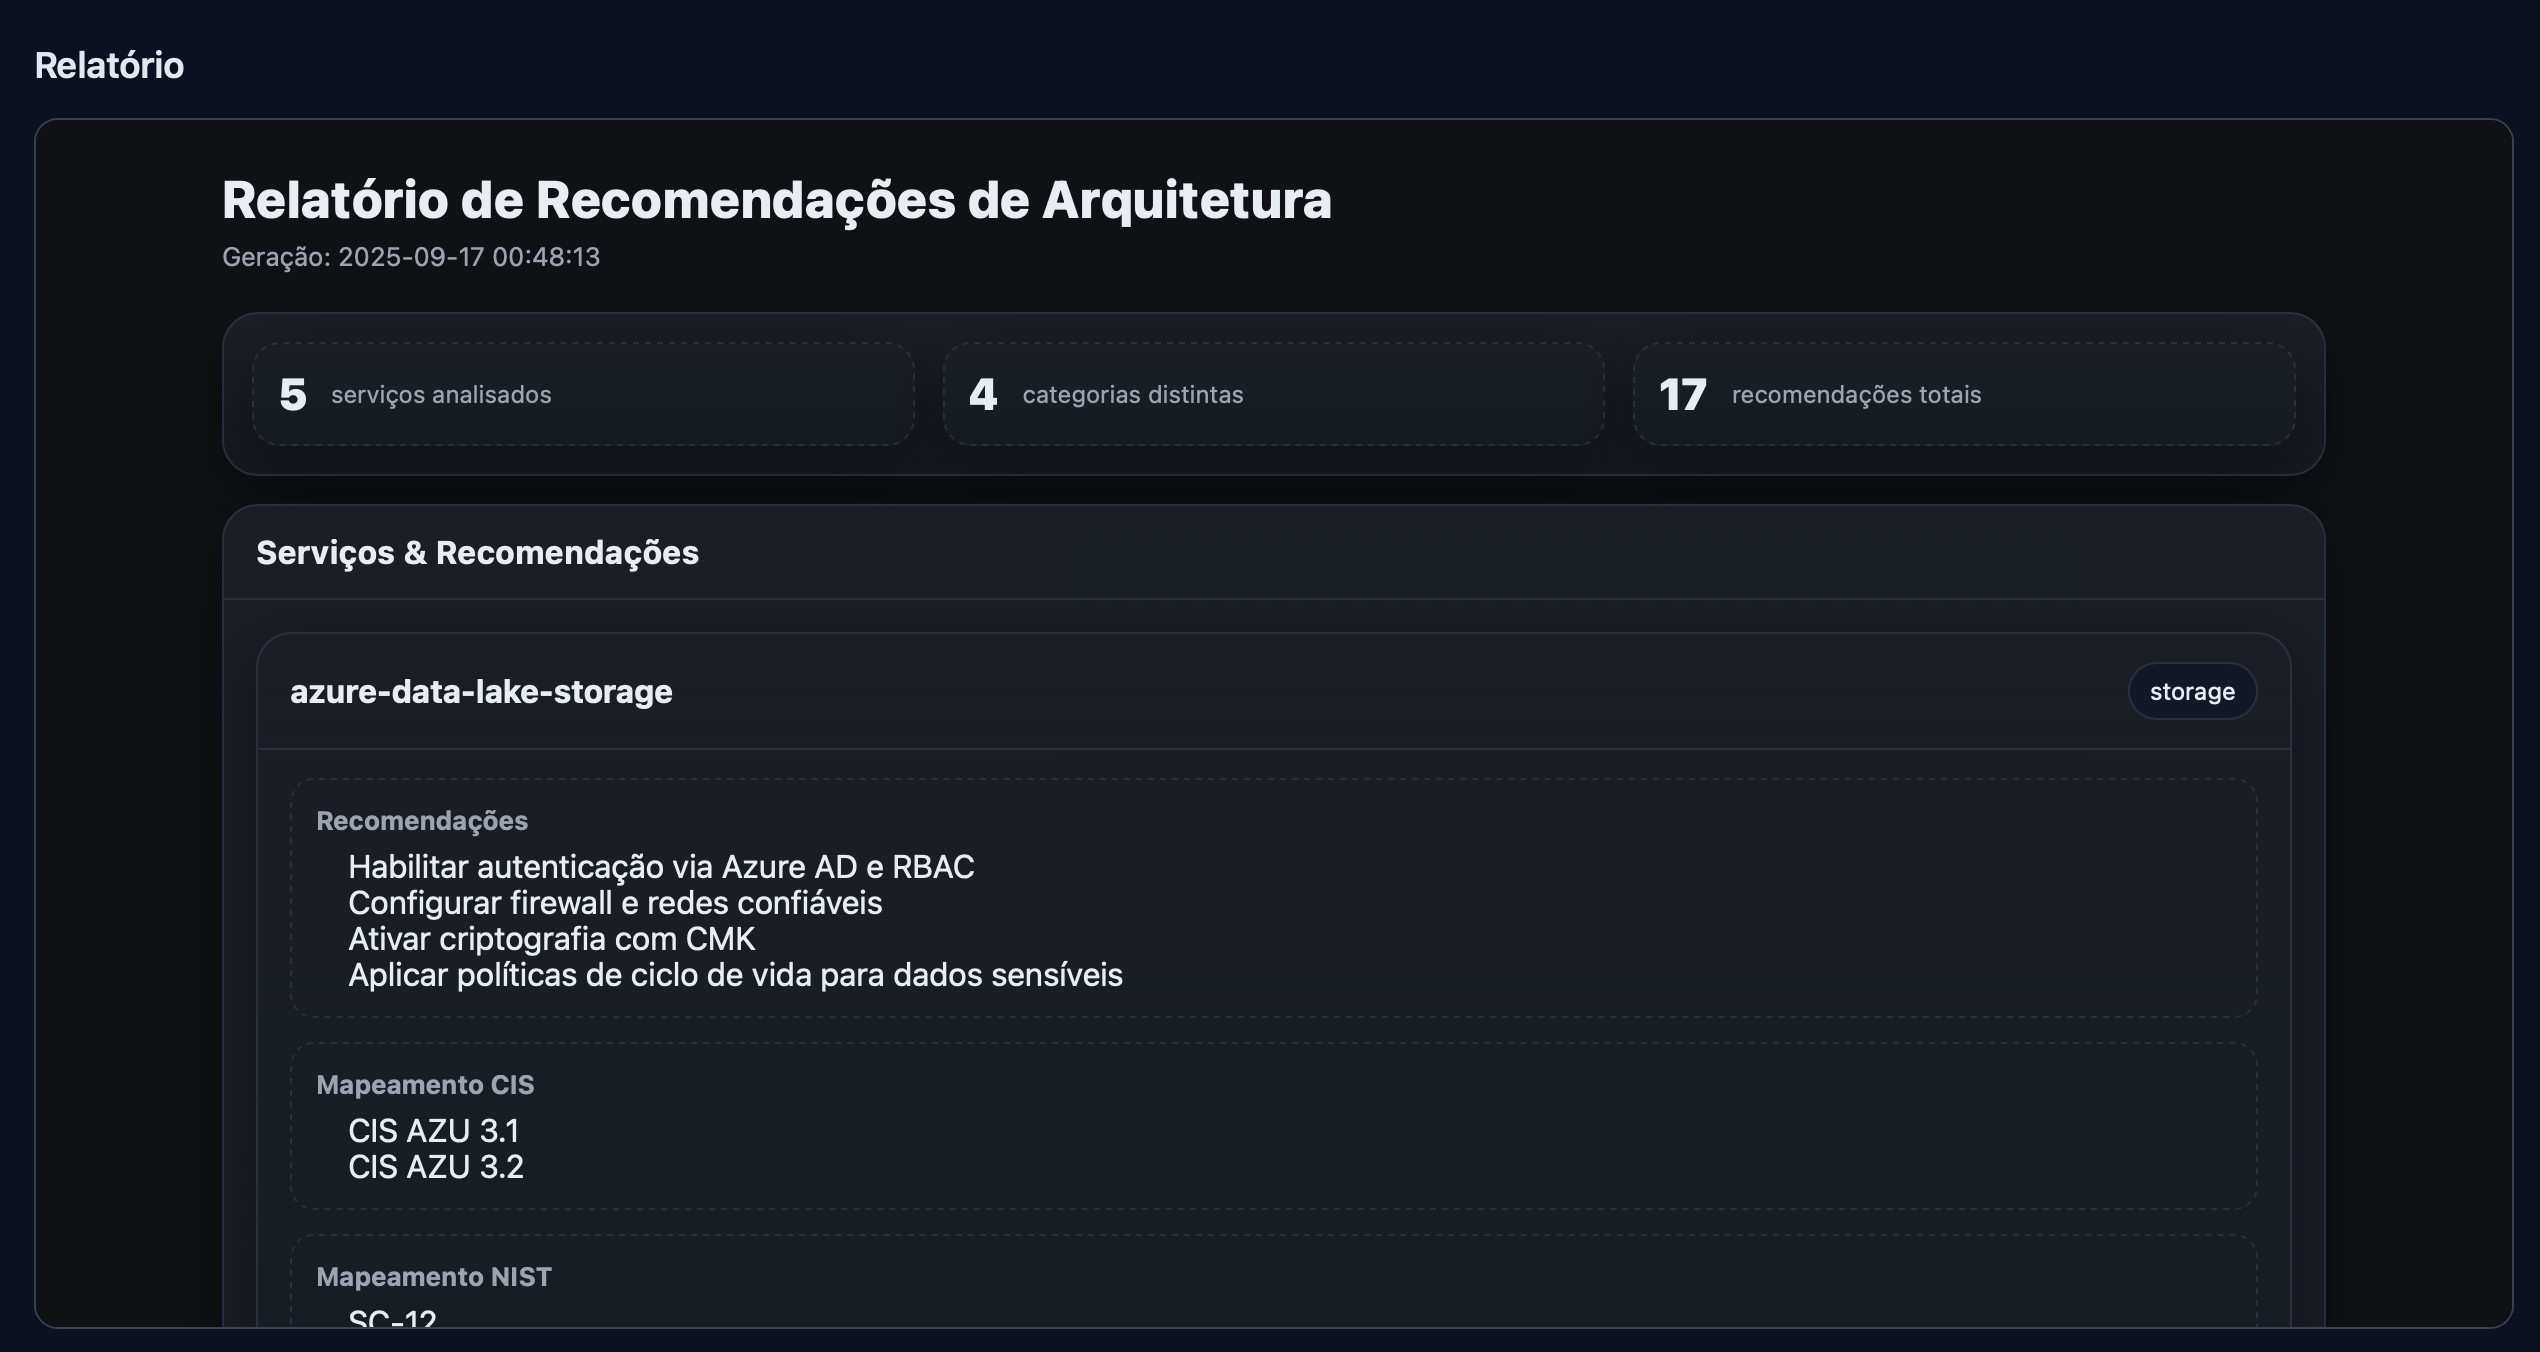 Relatório
Relatório de Recomendações de Arquitetura
Geração: 2025-09-17 00:48:13
5 serviços analisados
4 categorias distintas
17 recomendações totais
Serviços & Recomendações
azure-data-lake-storage
storage
Recomendações
Habilitar autenticação via Azure AD e RBAC
Configurar firewall e redes confiáveis
Ativar criptografia com CMK
Aplicar políticas de ciclo de vida para dados sensíveis
Mapeamento CIS
CIS AZU 3.1
CIS AZU 3.2
Mapeamento NIST
SC-12